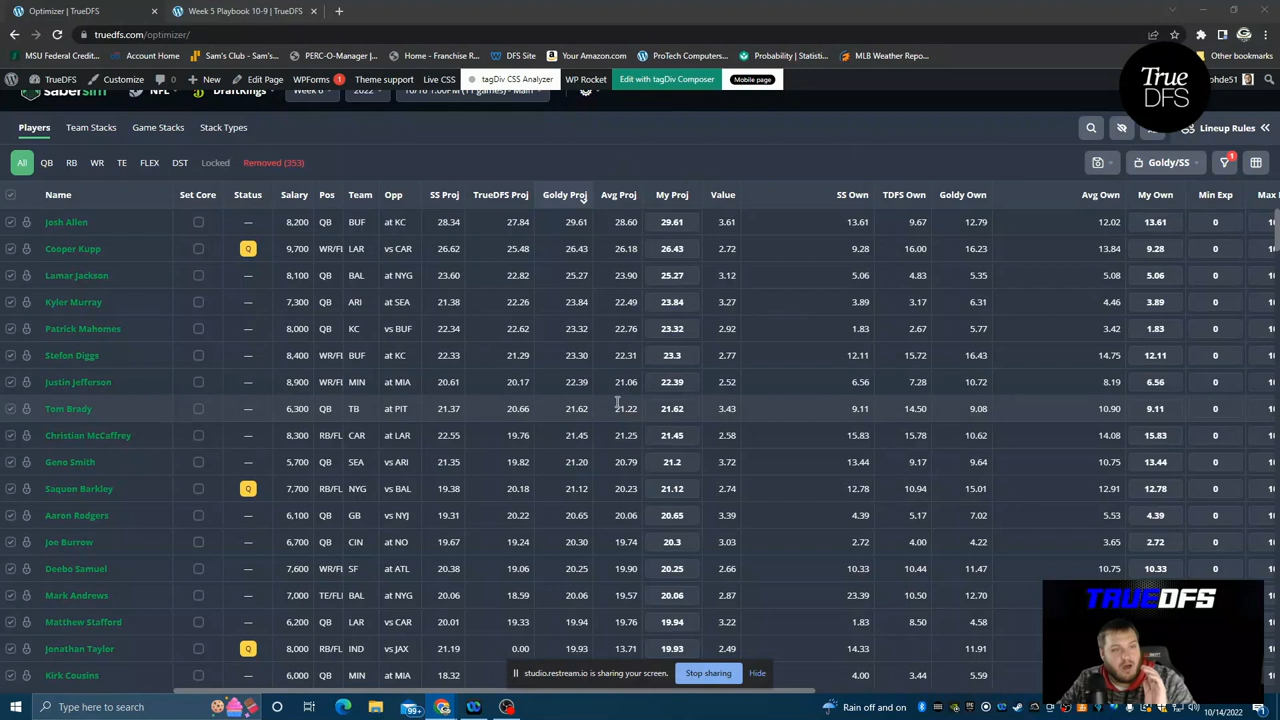 Optimizer | TrueDFS
Week 5 Playbook 10-9 | TrueDFS
truedfs.com/optimizer/
MSU Federal Credit... Account Home Sam's Club - Sam's... PERC-O-Manager |... Home - Franchise R... DFS Site Your Amazon.com ProTech Computers... Probability | Statisti... MLB Weather Repo... Other bookmarks
TrueDFS Customize 0 New Edit Page WPForms 1 Theme support Live CSS tagDiv CSS Analyzer WP Rocket Edit with tagDiv Composer Mobile page
True DFS
Players Team Stacks Game Stacks Stack Types Lineup Rules
All QB RB WR TE FLEX DST Locked Removed (353) Goldy/SS 1
Name Set Core Status Salary Pos Team Opp SS Proj TrueDFS Proj Goldy Proj Avg Proj My Proj Value SS Own TDFS Own Goldy Own Avg Own My Own Min Exp Max
Josh Allen — 8,200 QB BUF at KC 28.34 27.84 29.61 28.60 29.61 3.61 13.61 9.67 12.79 12.02 13.61 0
Cooper Kupp Q 9,700 WR/FL LAR vs CAR 26.62 25.48 26.43 26.18 26.43 2.72 9.28 16.00 16.23 13.84 9.28 0
Lamar Jackson — 8,100 QB BAL at NYG 23.60 22.82 25.27 23.90 25.27 3.12 5.06 4.83 5.35 5.08 5.06 0
Kyler Murray — 7,300 QB ARI at SEA 21.38 22.26 23.84 22.49 23.84 3.27 3.89 3.17 6.31 4.46 3.89 0
Patrick Mahomes — 8,000 QB KC vs BUF 22.34 22.62 23.32 22.76 23.32 2.92 1.83 2.67 5.77 3.42 1.83 0
Stefon Diggs — 8,400 WR/FL BUF at KC 22.33 21.29 23.30 22.31 23.3 2.77 12.11 15.72 16.43 14.75 12.11 0
Justin Jefferson — 8,900 WR/FL MIN at MIA 20.61 20.17 22.39 21.06 22.39 2.52 6.56 7.28 10.72 8.19 6.56 0
Tom Brady — 6,300 QB TB at PIT 21.37 20.66 21.62 21.22 21.62 3.43 9.11 14.50 9.08 10.90 9.11 0
Christian McCaffrey — 8,300 RB/FL CAR at LAR 22.55 19.76 21.45 21.25 21.45 2.58 15.83 15.78 10.62 14.08 15.83 0
Geno Smith — 5,700 QB SEA vs ARI 21.35 19.82 21.20 20.79 21.2 3.72 13.44 9.17 9.64 10.75 13.44 0
Saquon Barkley Q 7,700 RB/FL NYG vs BAL 19.38 20.18 21.12 20.23 21.12 2.74 12.78 10.94 15.01 12.91 12.78 0
Aaron Rodgers — 6,100 QB GB vs NYJ 19.31 20.22 20.65 20.06 20.65 3.39 4.39 5.17 7.02 5.53 4.39 0
Joe Burrow — 6,700 QB CIN at NO 19.67 19.24 20.30 19.74 20.3 3.03 2.72 4.00 4.22 3.65 2.72 0
Deebo Samuel — 7,600 WR/FL SF at ATL 20.38 19.06 20.25 19.90 20.25 2.66 10.33 10.44 11.47 10.75 10.33 0
Mark Andrews — 7,000 TE/FL BAL at NYG 20.06 18.59 20.06 19.57 20.06 2.87 23.39 10.50 12.70
Matthew Stafford — 6,200 QB LAR vs CAR 20.01 19.33 19.94 19.76 19.94 3.22 1.83 8.50 4.58
Jonathan Taylor Q 8,000 RB/FL IND vs JAX 21.19 0.00 19.93 13.71 19.93 2.49 14.33 11.91
Kirk Cousins — QB MIN at MIA 18.32 4.00 3.44 5.59
TRUEDFS
studio.restream.io is sharing your screen. Stop sharing Hide
Type here to search 99+ Rain off and on 10/14/2022